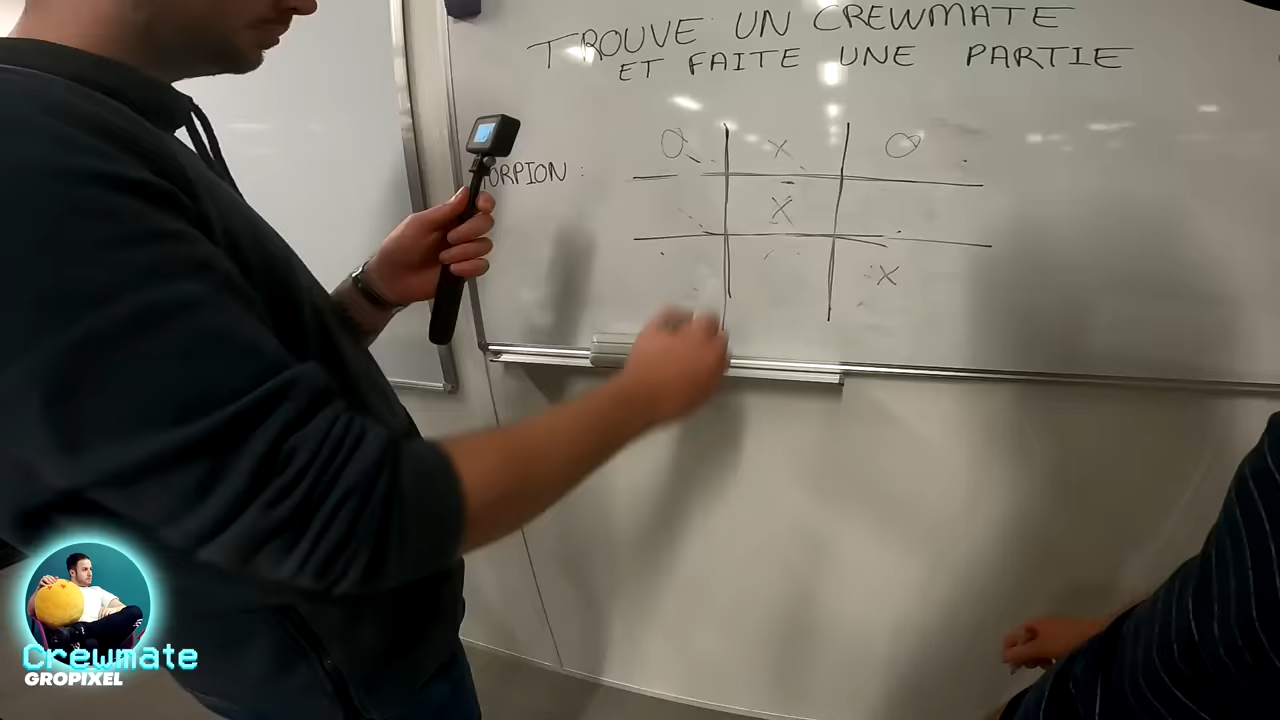 TROUVE UN CREWMATE
ET FAITE UNE PARTIE
O X O
ORPION :
X
X
Crewmate
GROPIXEL